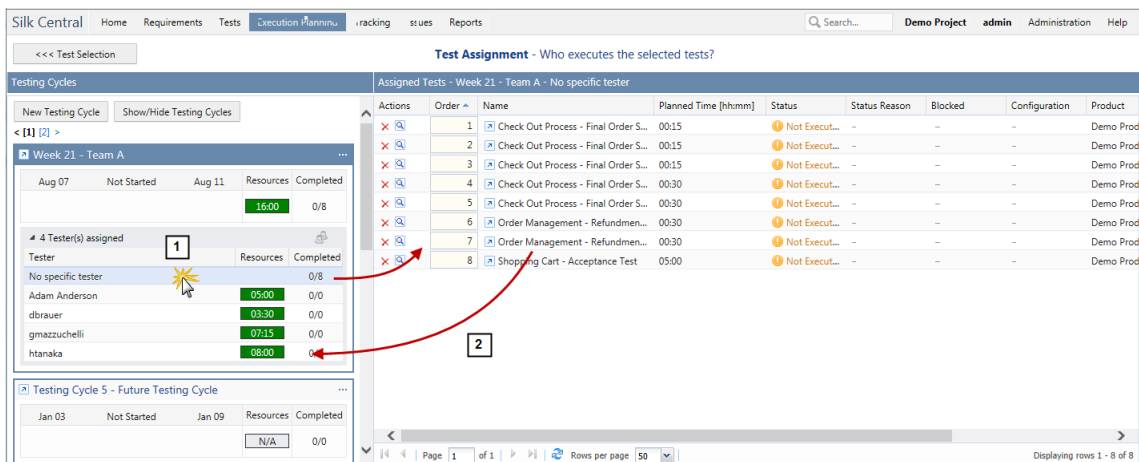 Silk Central Home Requirements Tests Execution Planning racking ssues Reports Search... Demo Project admin Administration Help
<<< Test Selection
Test Assignment - Who executes the selected tests?
Testing Cycles
New Testing Cycle Show/Hide Testing Cycles
< [1] [2] >
Week 21 - Team A ...
Aug 07 Not Started Aug 11 Resources Completed
16:00 0/8
4 Tester(s) assigned
1
Tester Resources Completed
No specific tester 0/8
Adam Anderson 05:00 0/0
dbrauer 03:30 0/0
gmazzuchelli 07:15 0/0
htanaka 08:00
Testing Cycle 5 - Future Testing Cycle ...
Jan 03 Not Started Jan 09 Resources Completed
N/A 0/0
Assigned Tests - Week 21 - Team A - No specific tester
Actions Order Name Planned Time [hh:mm] Status Status Reason Blocked Configuration Product
1 Check Out Process - Final Order S... 00:15 Not Execut... – – – Demo Prod
2 Check Out Process - Final Order S... 00:15 Not Execut... – – – Demo Prod
3 Check Out Process - Final Order S... 00:15 Not Execut... – – – Demo Prod
4 Check Out Process - Final Order S... 00:30 Not Execut... – – – Demo Prod
5 Check Out Process - Final Order S... 00:30 Not Execut... – – – Demo Prod
6 Order Management - Refundmen... 00:30 Not Execut... – – – Demo Prod
7 Order Management - Refundmen... 00:30 Not Execut... – – – Demo Prod
8 Shopping Cart - Acceptance Test 05:00 Not Execut... – – – Demo Prod
2
Page 1 of 1 Rows per page 50 Displaying rows 1 - 8 of 8